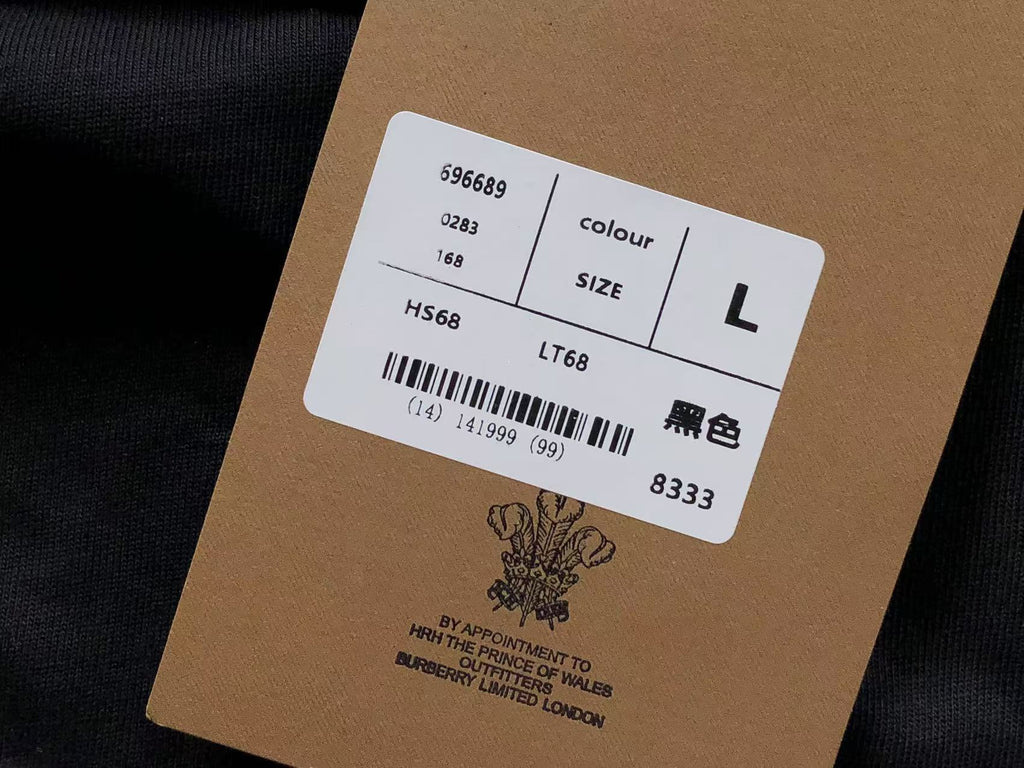 696689
0283
168
colour
SIZE
L
HS68
LT68
(14) 141999 (99)
黑色
8333
BY APPOINTMENT TO
HRH THE PRINCE OF WALES
OUTFITTERS
BURBERRY LIMITED LONDON